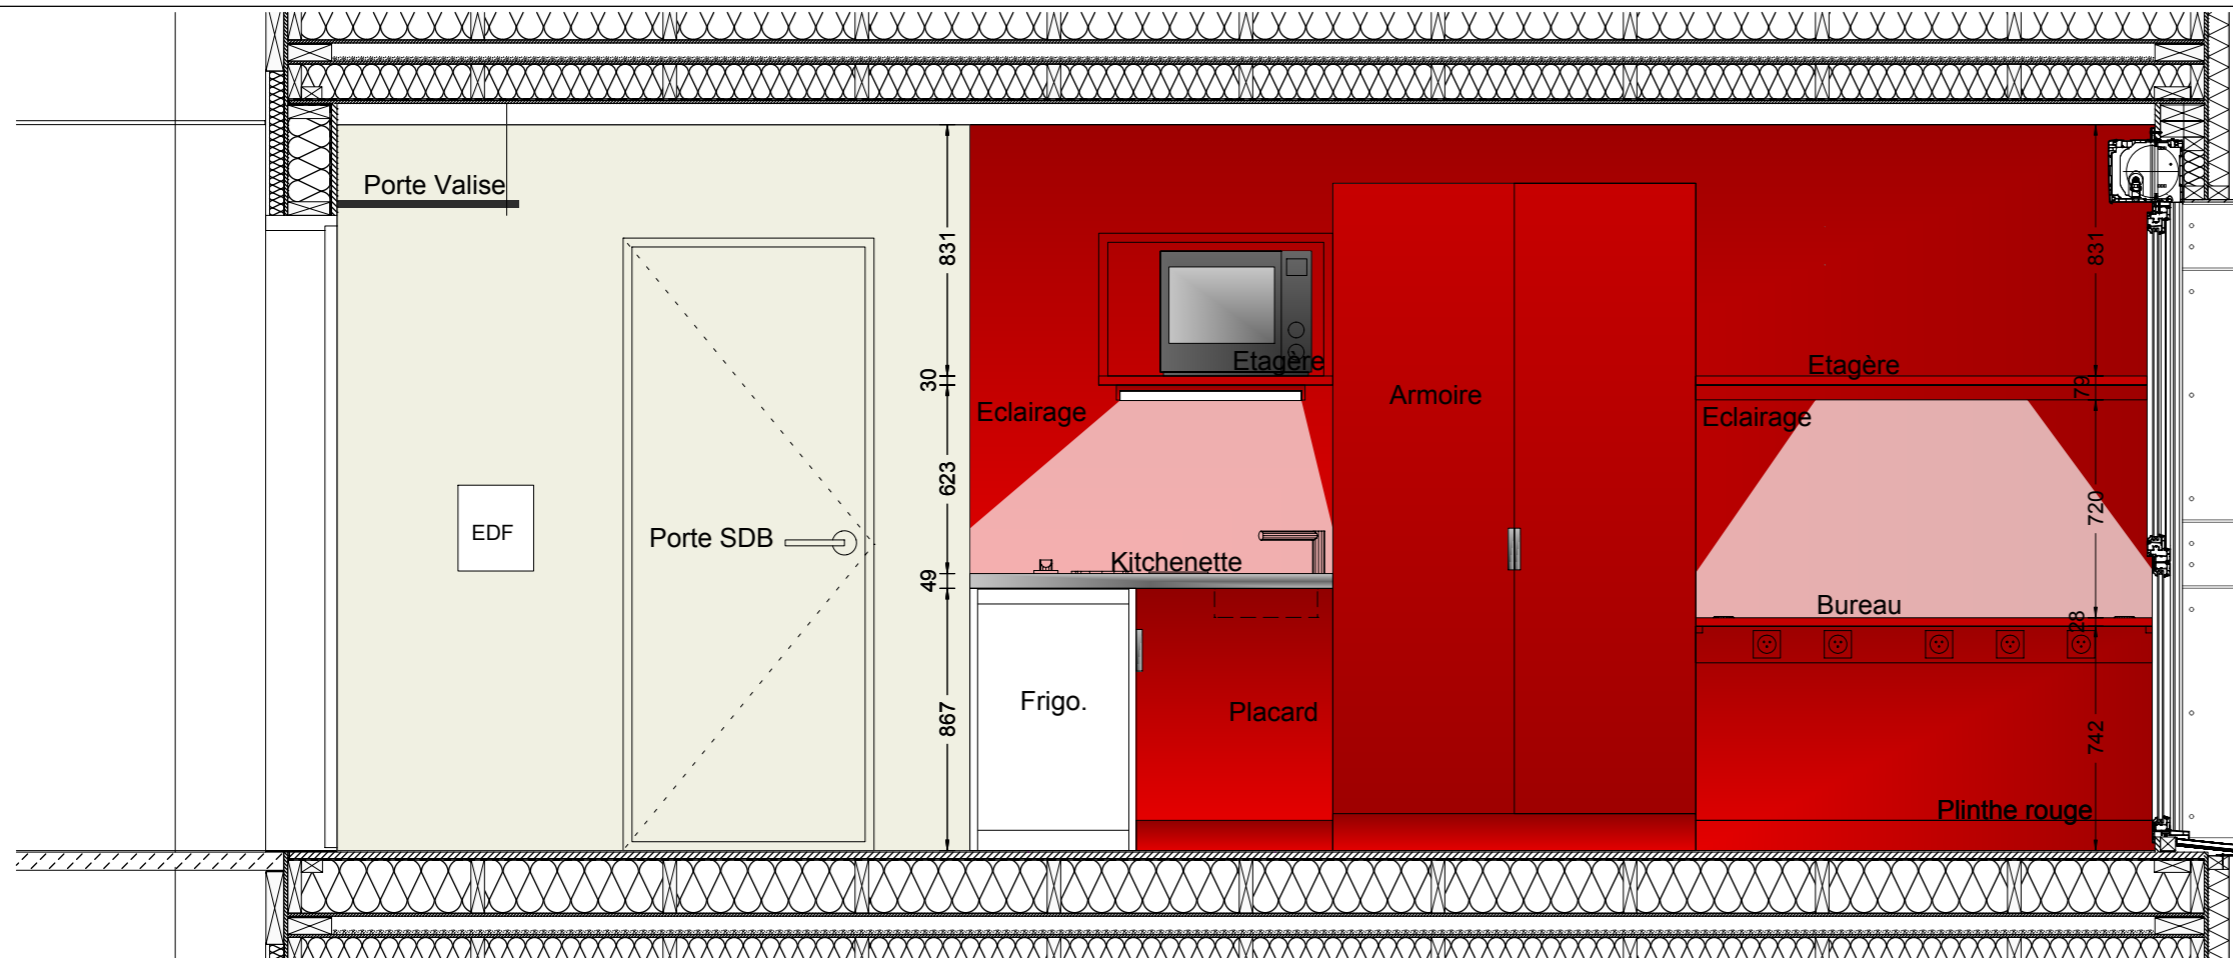 Porte Valise
831
831
Etagère
Etagère
30
79
Armoire
Eclairage
Eclairage
623
720
EDF
Porte SDB
Kitchenette
49
Bureau
28
Frigo.
Placard
867
742
Plinthe rouge